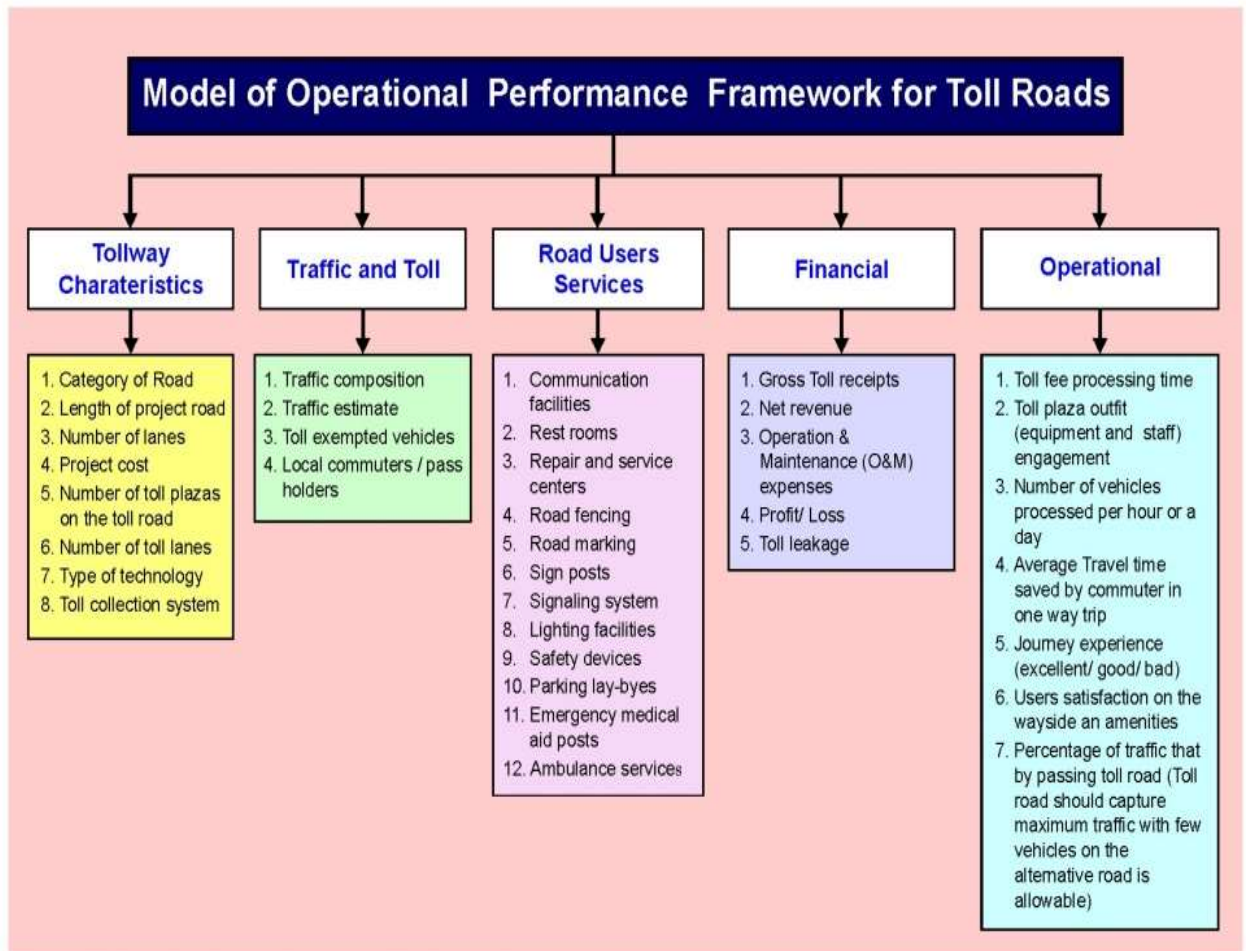 Model of Operational Performance Framework for Toll Roads
Tollway
Charateristics
Traffic and Toll
Road Users
Services
Financial
Operational
1. Category of Road
2. Length of project road
3. Number of lanes
4. Project cost
5. Number of toll plazas
on the toll road
6. Number of toll lanes
7. Type of technology
8. Toll collection system
1. Traffic composition
2. Traffic estimate
3. Toll exempted vehicles
4. Local commuters / pass
holders
1. Communication
facilities
2. Rest rooms
3. Repair and service
centers
4. Road fencing
5. Road marking
6. Sign posts
7. Signaling system
8. Lighting facilities
9. Safety devices
10. Parking lay-byes
11. Emergency medical
aid posts
12. Ambulance services
1. Gross Toll receipts
2. Net revenue
3. Operation &
Maintenance (O&M)
expenses
4. Profit/ Loss
5. Toll leakage
1. Toll fee processing time
2. Toll plaza outfit
(equipment and staff)
engagement
3. Number of vehicles
processed per hour or a
day
4. Average Travel time
saved by commuter in
one way trip
5. Journey experience
(excellent/ good/ bad)
6. Users satisfaction on the
wayside an amenities
7. Percentage of traffic that
by passing toll road (Toll
road should capture
maximum traffic with few
vehicles on the
alternative road is
allowable)